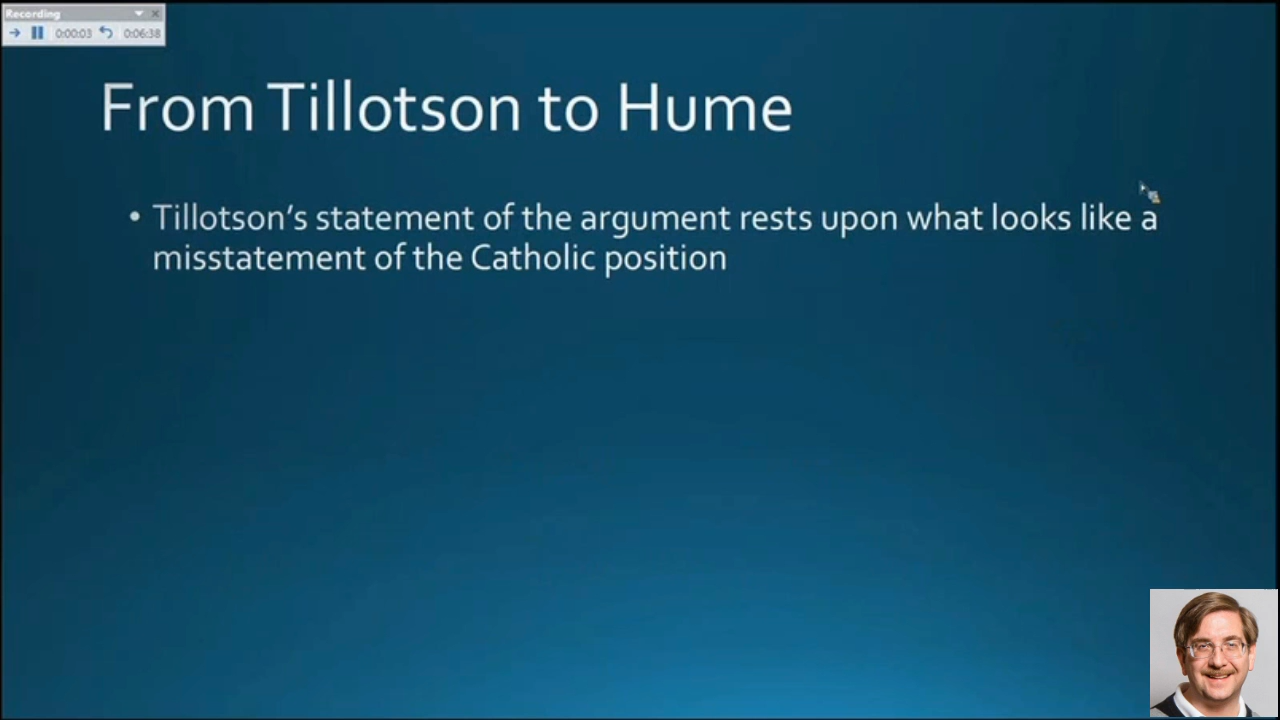 Recording
0:00:03 0:06:38
From Tillotson to Hume
• Tillotson's statement of the argument rests upon what looks like a
misstatement of the Catholic position